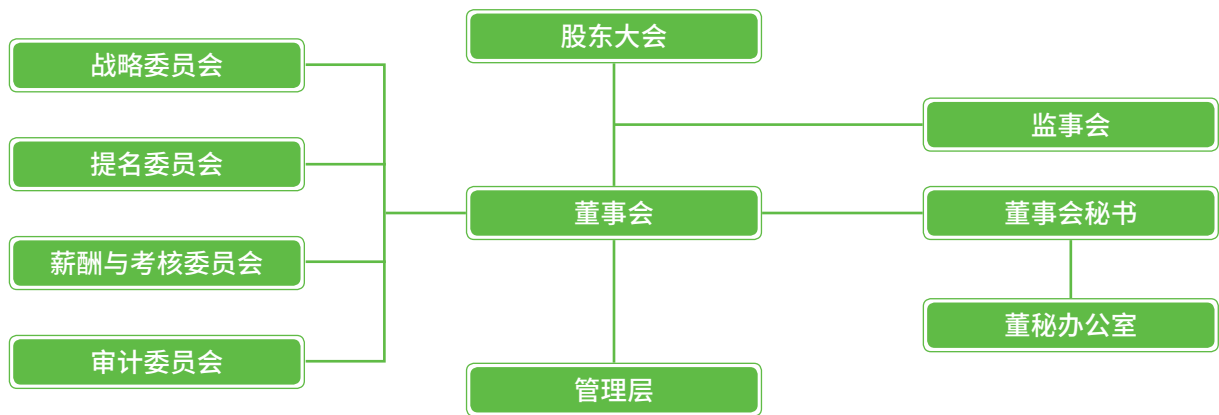 股东大会
战略委员会
监事会
提名委员会
董事会
董事会秘书
薪酬与考核委员会
董秘办公室
审计委员会
管理层